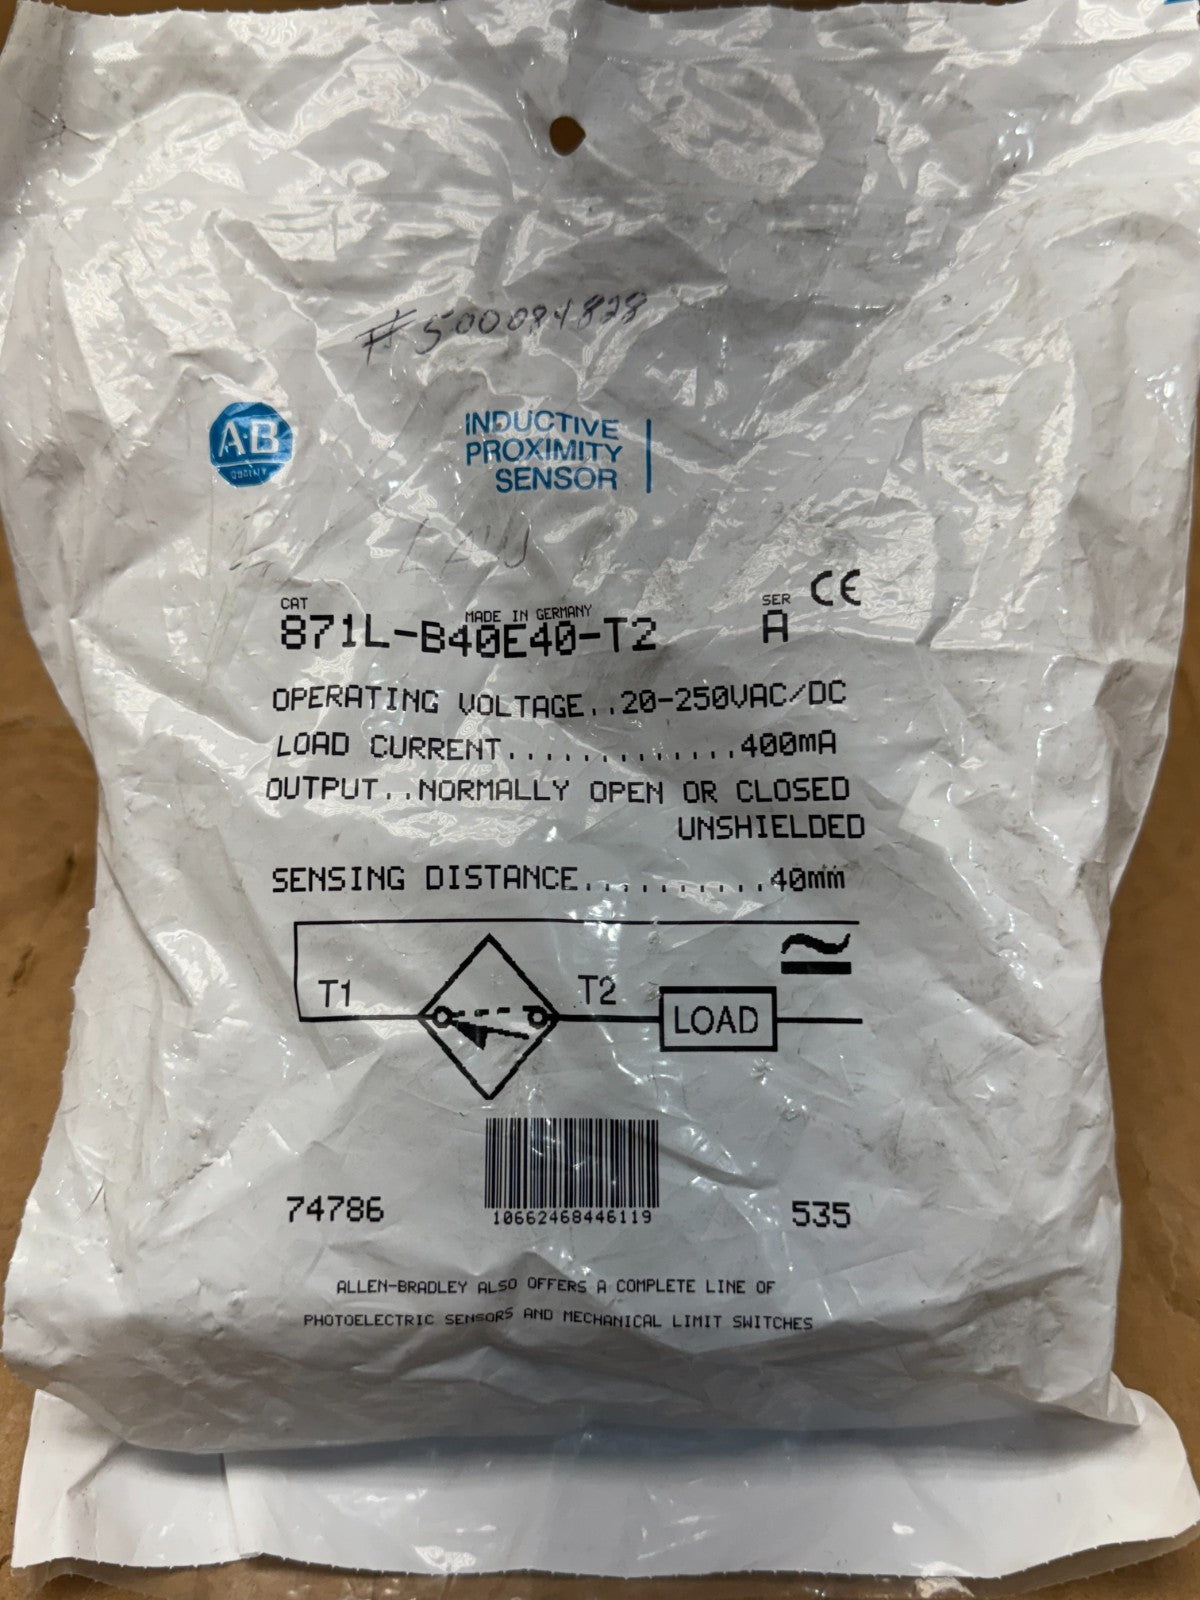 #500084828
A-B
QUALITY
INDUCTIVE
PROXIMITY
SENSOR
CAT
MADE IN GERMANY
SER
CE
871L-B40E40-T2
A
OPERATING VOLTAGE..20-250VAC/DC
LOAD CURRENT.............400mA
OUTPUT..NORMALLY OPEN OR CLOSED
UNSHIELDED
SENSING DISTANCE..........40mm
T1
T2
LOAD
74786
10662468446119
535
ALLEN-BRADLEY ALSO OFFERS A COMPLETE LINE OF
PHOTOELECTRIC SENSORS AND MECHANICAL LIMIT SWITCHES